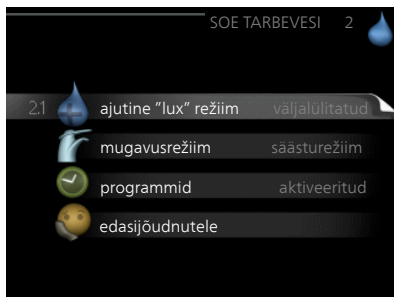 SOE TARBEVESI 2
2.1 ajutine "lux" režiim väljalülitatud
mugavusrežiim säästurežiim
programmid aktiveeritud
edasijõudnutele